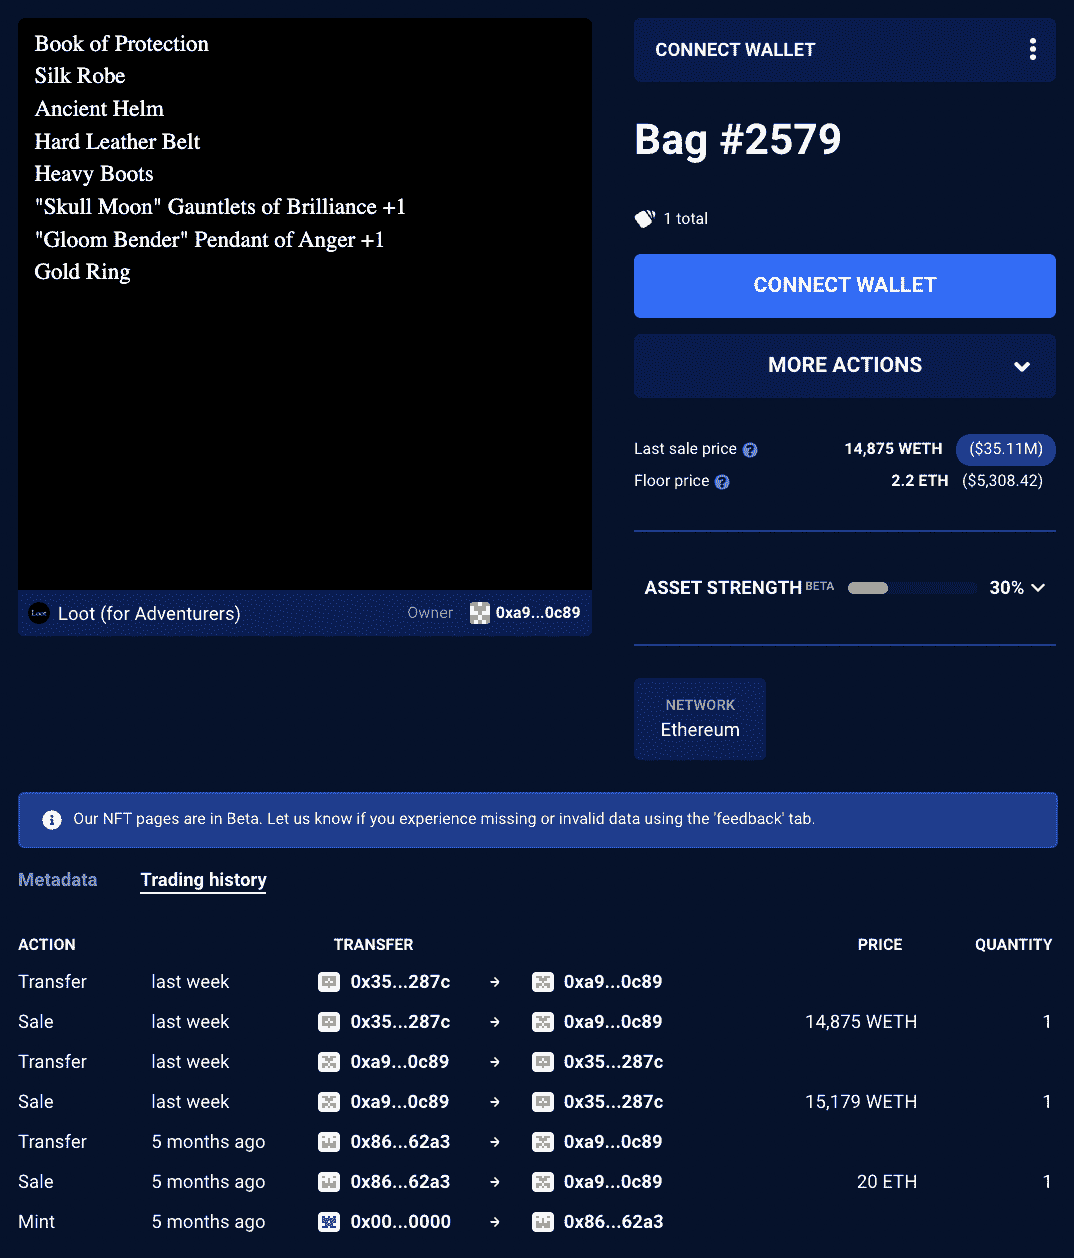 Book of Protection
Silk Robe
Ancient Helm
Hard Leather Belt
Heavy Boots
"Skull Moon" Gauntlets of Brilliance +1
"Gloom Bender" Pendant of Anger +1
Gold Ring
Loot Loot (for Adventurers) Owner 0xa9...0c89
CONNECT WALLET
Bag #2579
1 total
CONNECT WALLET
MORE ACTIONS
Last sale price ? 14,875 WETH ($35.11M)
Floor price ? 2.2 ETH ($5,308.42)
ASSET STRENGTH BETA 30%
NETWORK
Ethereum
Our NFT pages are in Beta. Let us know if you experience missing or invalid data using the 'feedback' tab.
Metadata Trading history
ACTION TRANSFER PRICE QUANTITY
Transfer last week 0x35...287c → 0xa9...0c89
Sale last week 0x35...287c → 0xa9...0c89 14,875 WETH 1
Transfer last week 0xa9...0c89 → 0x35...287c
Sale last week 0xa9...0c89 → 0x35...287c 15,179 WETH 1
Transfer 5 months ago 0x86...62a3 → 0xa9...0c89
Sale 5 months ago 0x86...62a3 → 0xa9...0c89 20 ETH 1
Mint 5 months ago 0x00...0000 → 0x86...62a3